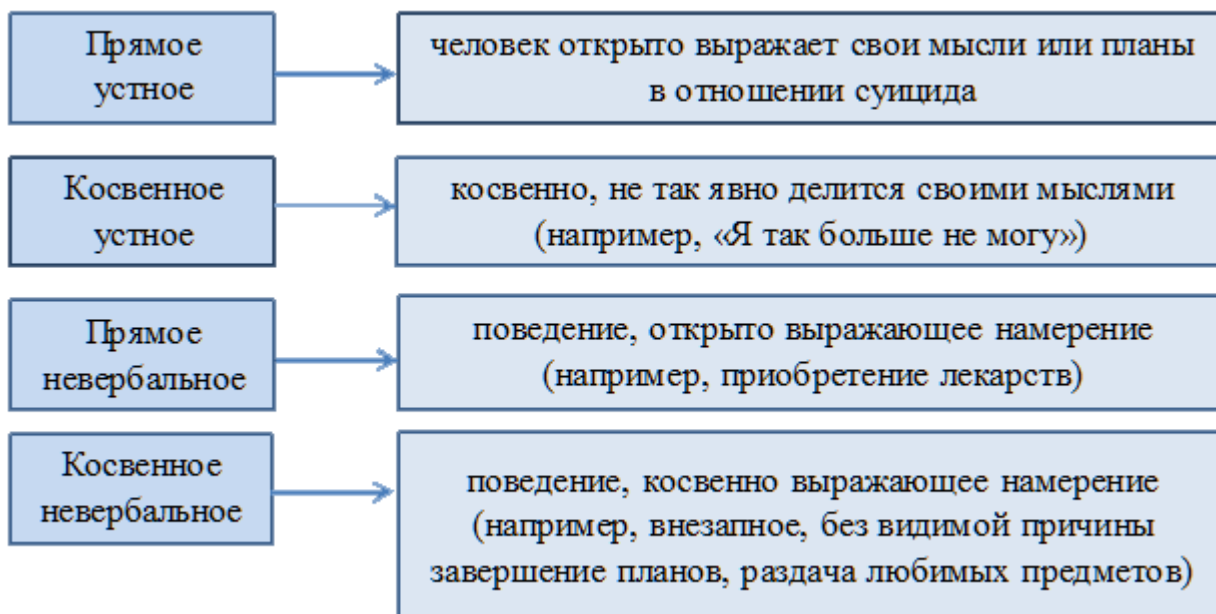 Прямое
устное
человек открыто выражает свои мысли или планы
в отношении суицида
Косвенное
устное
косвенно, не так явно делится своими мыслями
(например, «Я так больше не могу»)
Прямое
невербальное
поведение, открыто выражающее намерение
(например, приобретение лекарств)
Косвенное
невербальное
поведение, косвенно выражающее намерение
(например, внезапное, без видимой причины
завершение планов, раздача любимых предметов)